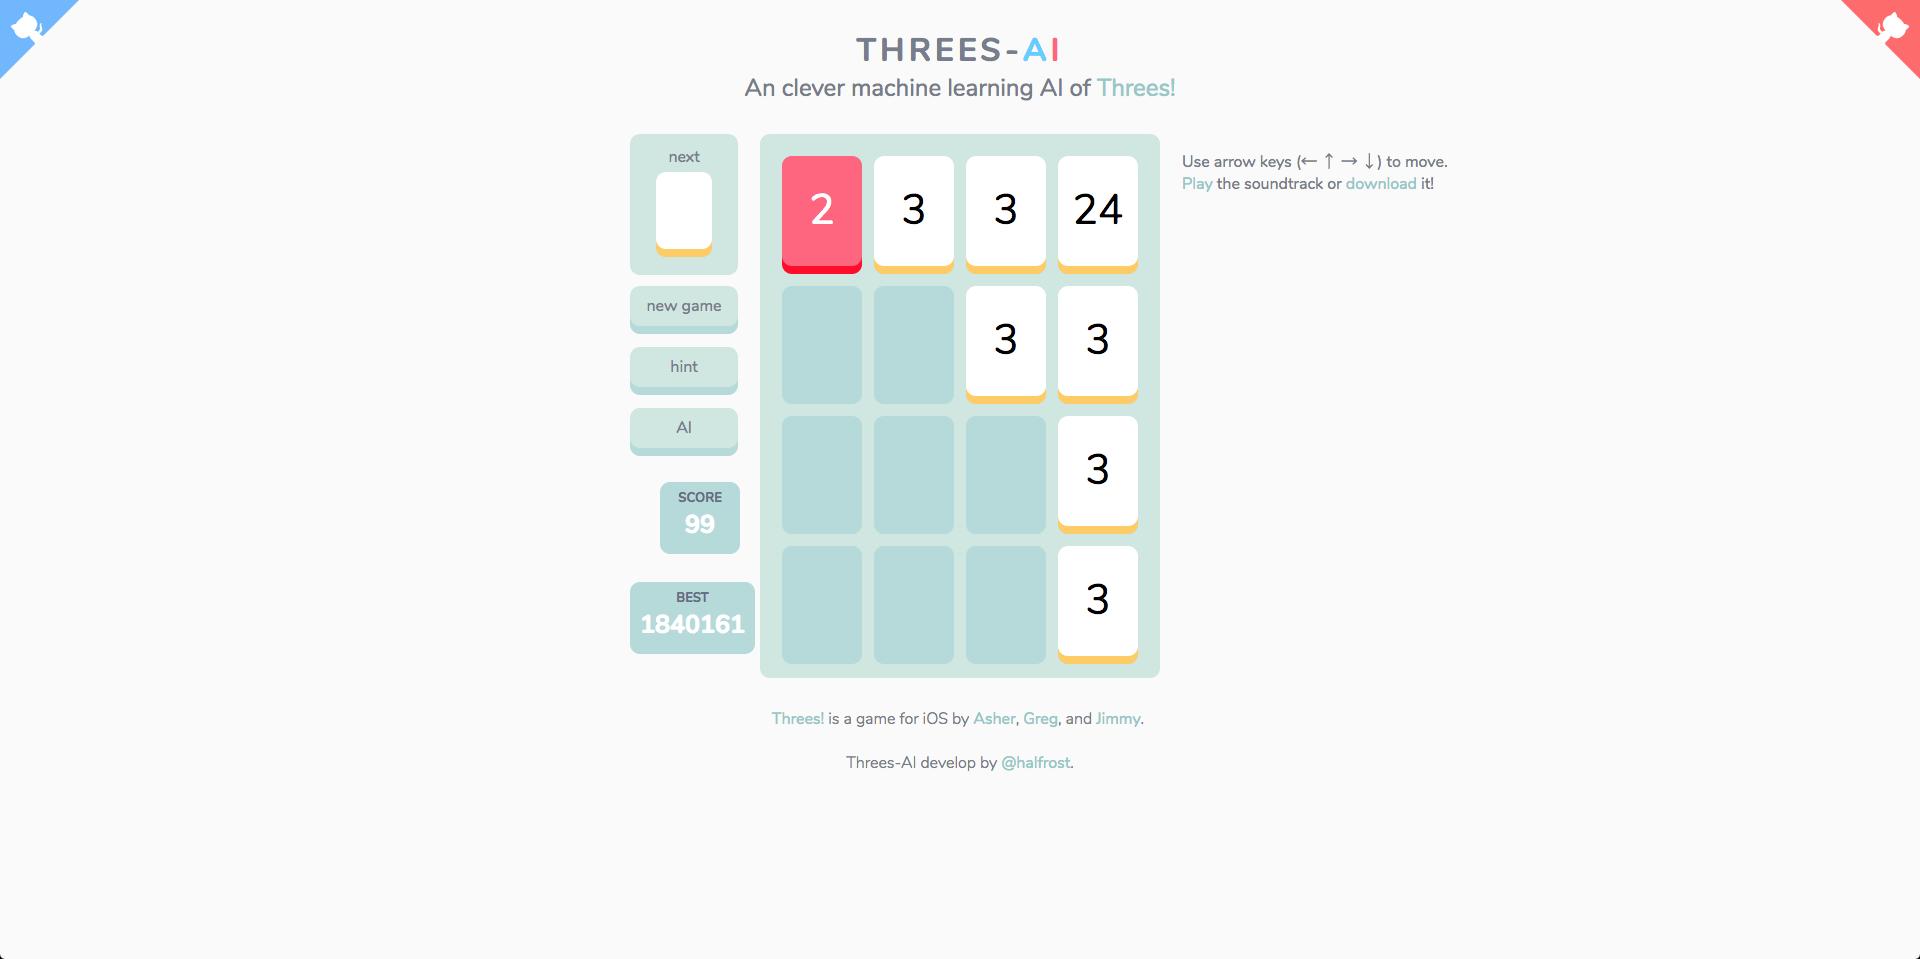 THREES-AI
An clever machine learning AI of Threes!
next
new game
hint
AI
SCORE
99
BEST
1840161
2 3 3 24
3 3
3
3
Use arrow keys (← ↑ → ↓) to move.
Play the soundtrack or download it!
Threes! is a game for iOS by Asher, Greg, and Jimmy.
Threes-AI develop by @halfrost.